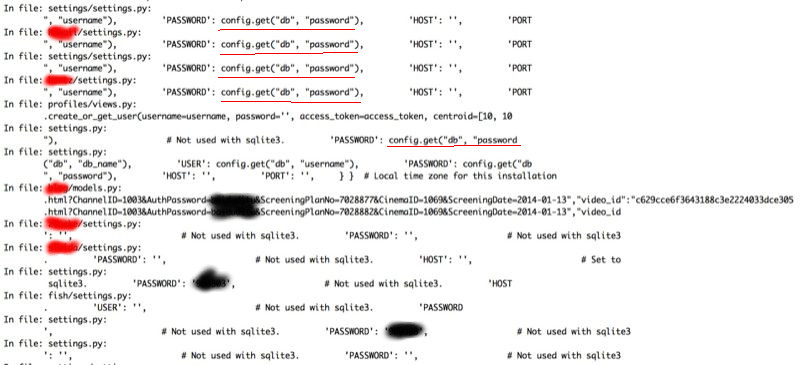 In file: settings/settings.py:
", "username"), 'PASSWORD': config.get("db", "password"), 'HOST': '', 'PORT
In file: /settings.py:
", "username"), 'PASSWORD': config.get("db", "password"), 'HOST': '', 'PORT
In file: settings/settings.py:
", "username"), 'PASSWORD': config.get("db", "password"), 'HOST': '', 'PORT
In file: /settings.py:
", "username"), 'PASSWORD': config.get("db", "password"), 'HOST': '', 'PORT
In file: profiles/views.py:
.create_or_get_user(username=username, password='', access_token=access_token, centroid=[10, 10
In file: settings.py:
"), # Not used with sqlite3. 'PASSWORD': config.get("db", "password
In file: settings.py:
("db", "db_name"), 'USER': config.get("db", "username"), 'PASSWORD': config.get("db
", "password"), 'HOST': '', 'PORT': '', } } # Local time zone for this installation
In file: /models.py:
.html?ChannelID=1003&AuthPassword= &ScreeningPlanNo=7028877&CinemaID=1069&ScreeningDate=2014-01-13","video_id":"c629cce6f3643188c3e2224033dce305
.html?ChannelID=1003&AuthPassword= &ScreeningPlanNo=7028882&CinemaID=1069&ScreeningDate=2014-01-13","video_id
In file: /settings.py:
': '', # Not used with sqlite3. 'PASSWORD': '', # Not used with sqlite3.
In file: /settings.py:
. 'PASSWORD': '', # Not used with sqlite3. 'HOST': '', # Set to
In file: settings.py:
sqlite3. 'PASSWORD': ' ', # Not used with sqlite3. 'HOST
In file: fish/settings.py:
. 'USER': '', # Not used with sqlite3. 'PASSWORD
In file: settings.py:
', # Not used with sqlite3. 'PASSWORD': ' , # Not used with sqlite3
In file: settings.py:
': '', # Not used with sqlite3. 'PASSWORD': '', # Not used with sqlite3